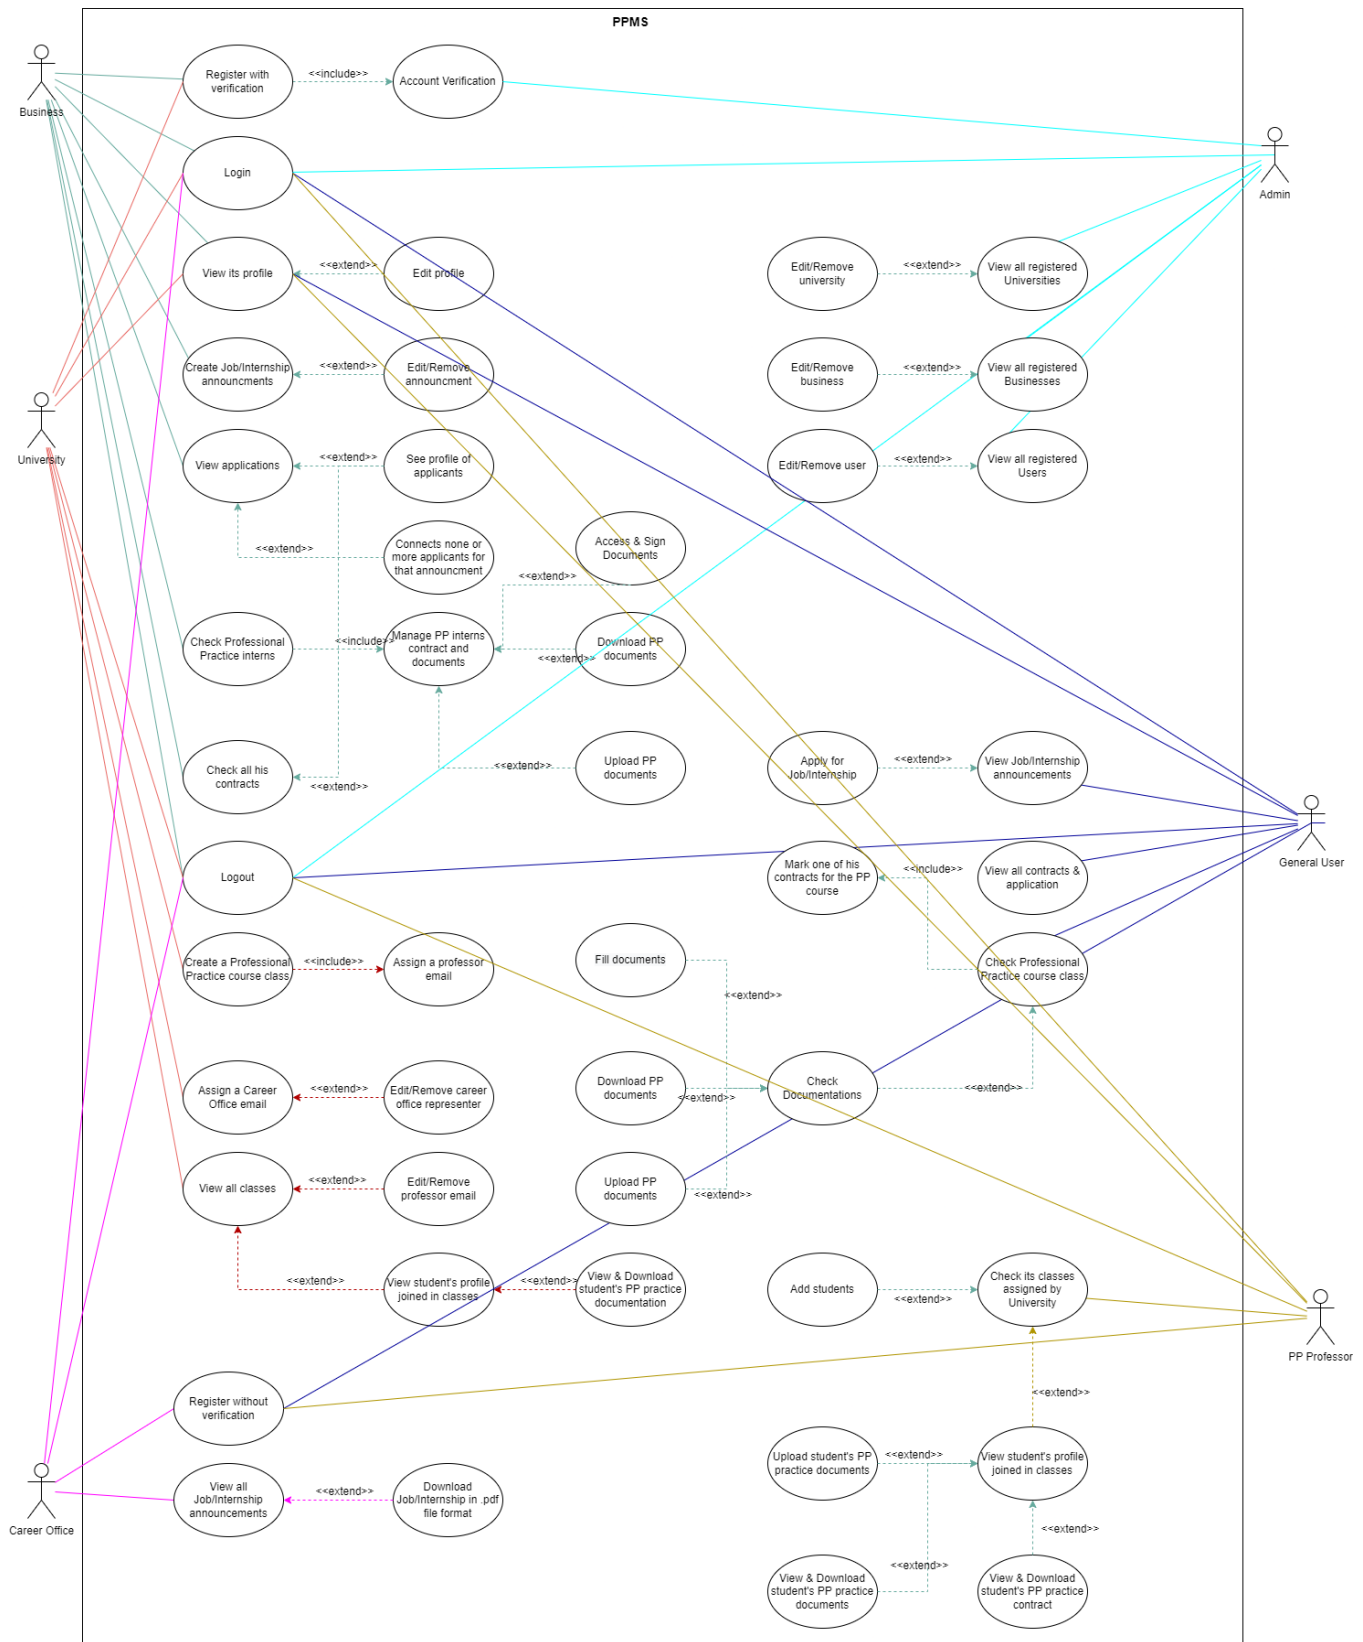 PPMS
Business
Register with
verification
<<include>>
Account Verification
Login
Admin
View its profile
<<extend>>
Edit profile
Edit/Remove
university
<<extend>>
View all registered
Universities
Create Job/Internship
announcments
<<extend>>
Edit/Remove
announcment
Edit/Remove
business
<<extend>>
View all registered
Businesses
University
View applications
<<extend>>
See profile of
applicants
Edit/Remove user
<<extend>>
View all registered
Users
<<extend>>
Connects none or
more applicants for
that announcment
Access & Sign
Documents
<<extend>>
Check Professional
Practice interns
<<include>>
Manage PP interns
contract and
documents
<<extend>>
Download PP
documents
Check all his
contracts
<<extend>>
<<extend>>
Upload PP
documents
Apply for
Job/Internship
<<extend>>
View Job/Internship
announcements
General User
Logout
Mark one of his
contracts for the PP
course
<<include>>
View all contracts &
application
Create a Professional
Practice course class
<<include>>
Assign a professor
email
Fill documents
<<extend>>
Check Professional
Practice course class
Assign a Career
Office email
<<extend>>
Edit/Remove career
office representer
Download PP
documents
<<extend>>
Check
Documentations
<<extend>>
View all classes
<<extend>>
Edit/Remove
professor email
Upload PP
documents
<<extend>>
<<extend>>
View student's profile
joined in classes
<<extend>>
View & Download
student's PP practice
documentation
Add students
<<extend>>
Check its classes
assigned by
University
PP Professor
Register without
verification
<<extend>>
Career Office
View all
Job/Internship
announcements
<<extend>>
Download
Job/Internship in .pdf
file format
Upload student's PP
practice documents
<<extend>>
View student's profile
joined in classes
<<extend>>
<<extend>>
View & Download
student's PP practice
documents
View & Download
student's PP practice
contract